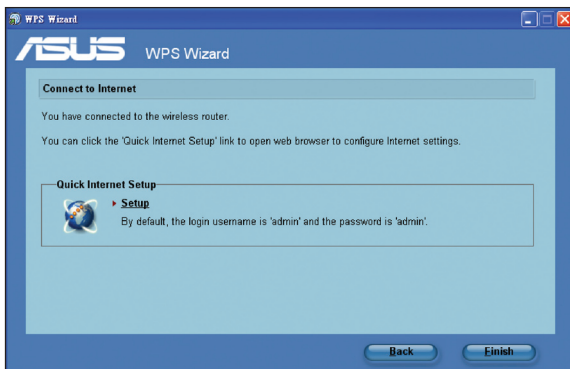 WPS Wizard
ASUS WPS Wizard
Connect to Internet
You have connected to the wireless router.
You can click the 'Quick Internet Setup' link to open web browser to configure Internet settings.
Quick Internet Setup
Setup
By default, the login username is 'admin' and the password is 'admin'.
Back Finish